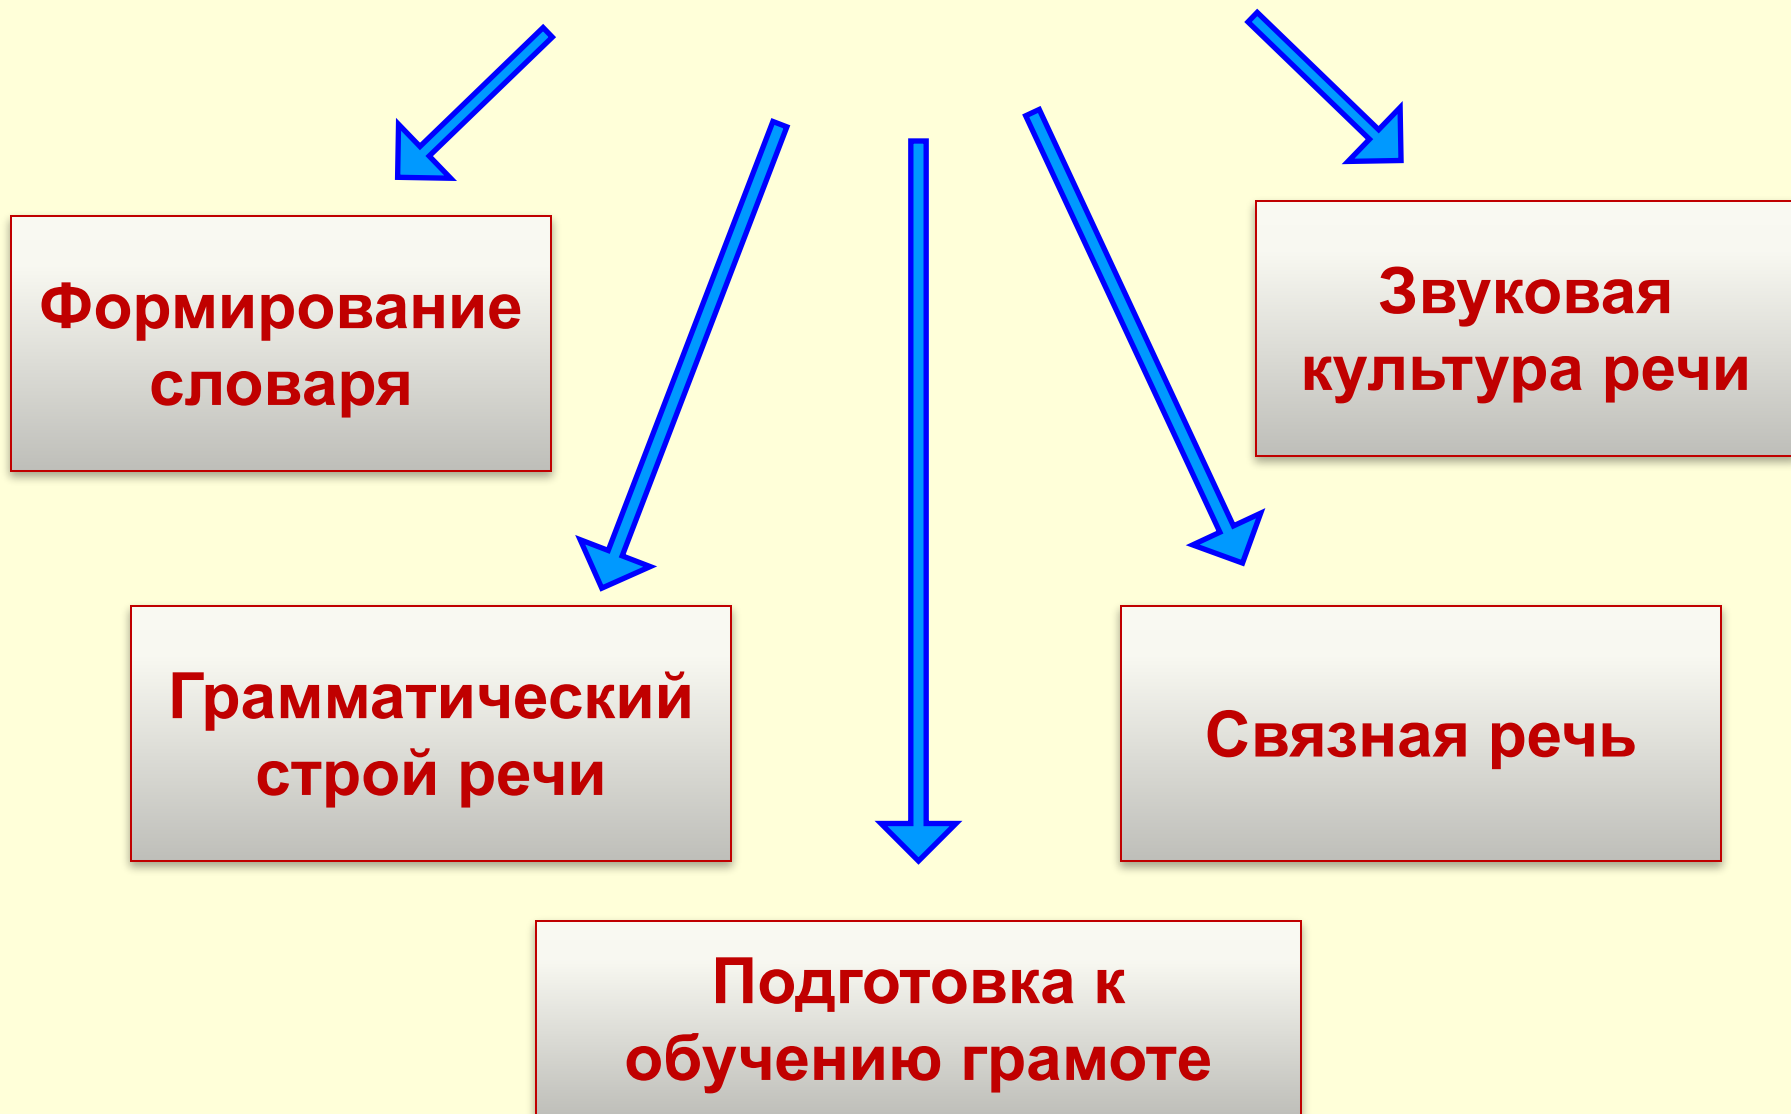 Формирование
словаря
Звуковая
культура речи
Грамматический
строй речи
Связная речь
Подготовка к
обучению грамоте